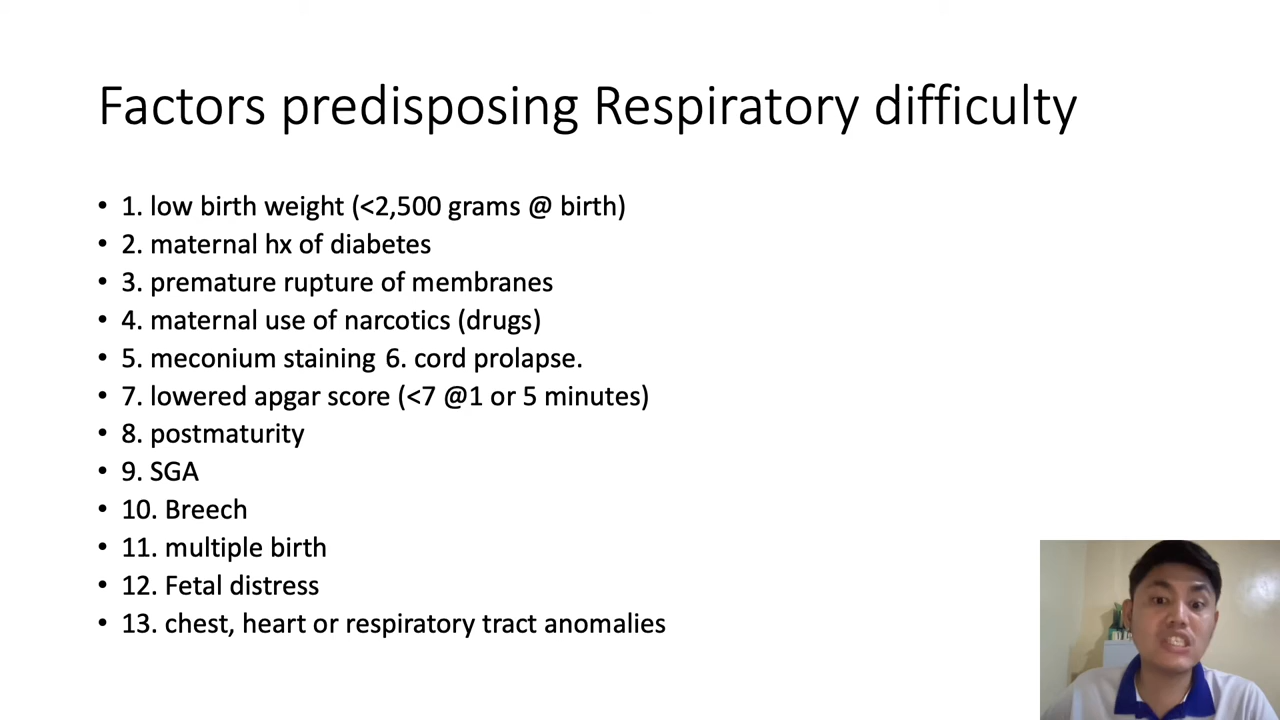 Factors predisposing Respiratory difficulty
• 1. low birth weight (<2,500 grams @ birth)
• 2. maternal hx of diabetes
• 3. premature rupture of membranes
• 4. maternal use of narcotics (drugs)
• 5. meconium staining 6. cord prolapse.
• 7. lowered apgar score (<7 @1 or 5 minutes)
• 8. postmaturity
• 9. SGA
• 10. Breech
• 11. multiple birth
• 12. Fetal distress
• 13. chest, heart or respiratory tract anomalies